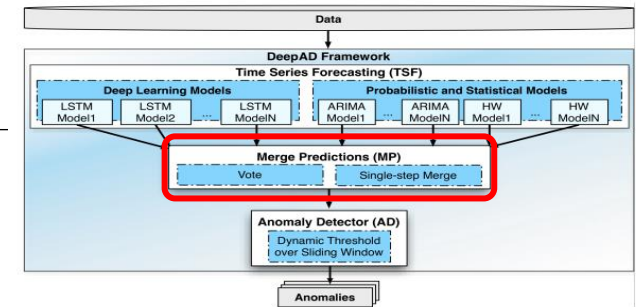 Data
DeepAD Framework
Time Series Forecasting (TSF)
Deep Learning Models
Probabilistic and Statistical Models
LSTM Model1
LSTM Model2
...
LSTM ModelN
ARIMA Model1
...
ARIMA ModelN
HW Model1
...
HW ModelN
Merge Predictions (MP)
Vote
Single-step Merge
Anomaly Detector (AD)
Dynamic Threshold
over Sliding Window
Anomalies